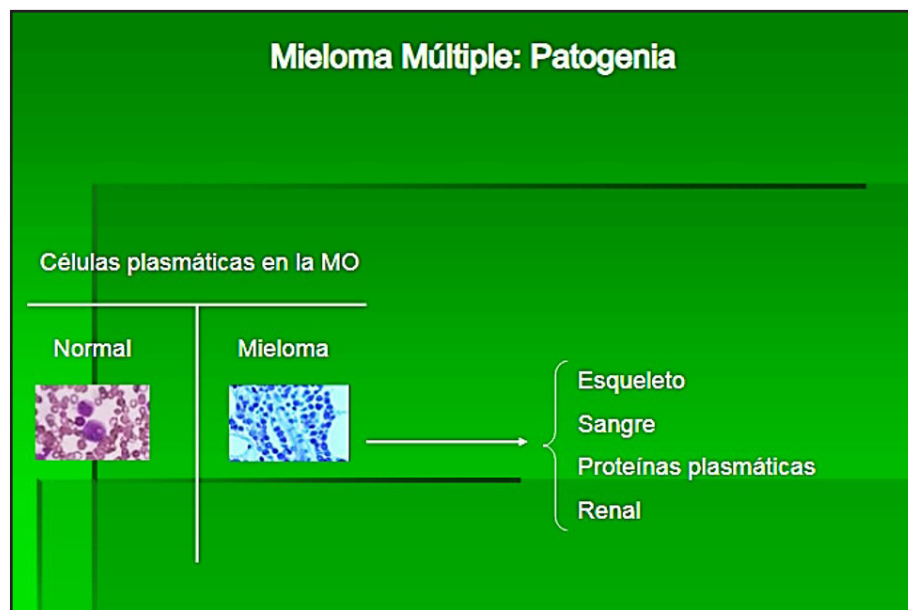 Mieloma Múltiple: Patogenia
Células plasmáticas en la MO
Normal
Mieloma
Esqueleto
Sangre
Proteínas plasmáticas
Renal